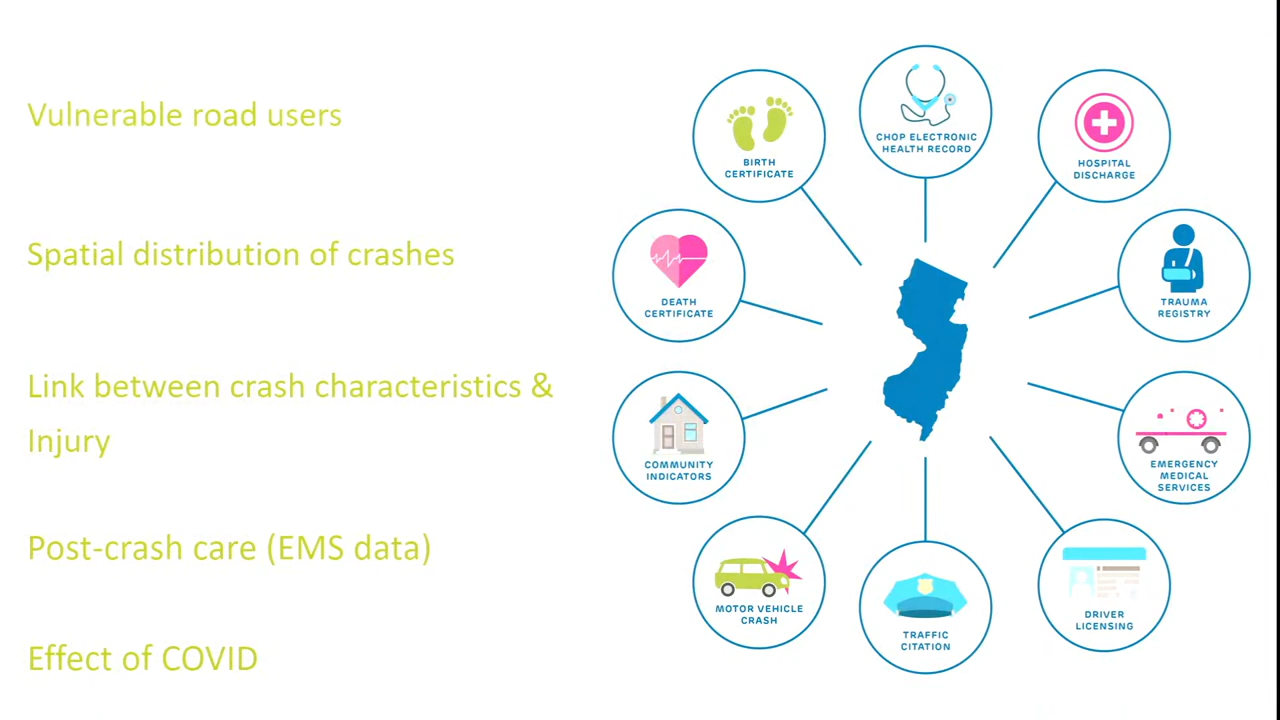 Vulnerable road users
Spatial distribution of crashes
Link between crash characteristics &
Injury
Post-crash care (EMS data)
Effect of COVID
CHOP ELECTRONIC
HEALTH RECORD
HOSPITAL
DISCHARGE
TRAUMA
REGISTRY
EMERGENCY
MEDICAL
SERVICES
DRIVER
LICENSING
TRAFFIC
CITATION
MOTOR VEHICLE
CRASH
COMMUNITY
INDICATORS
DEATH
CERTIFICATE
BIRTH
CERTIFICATE